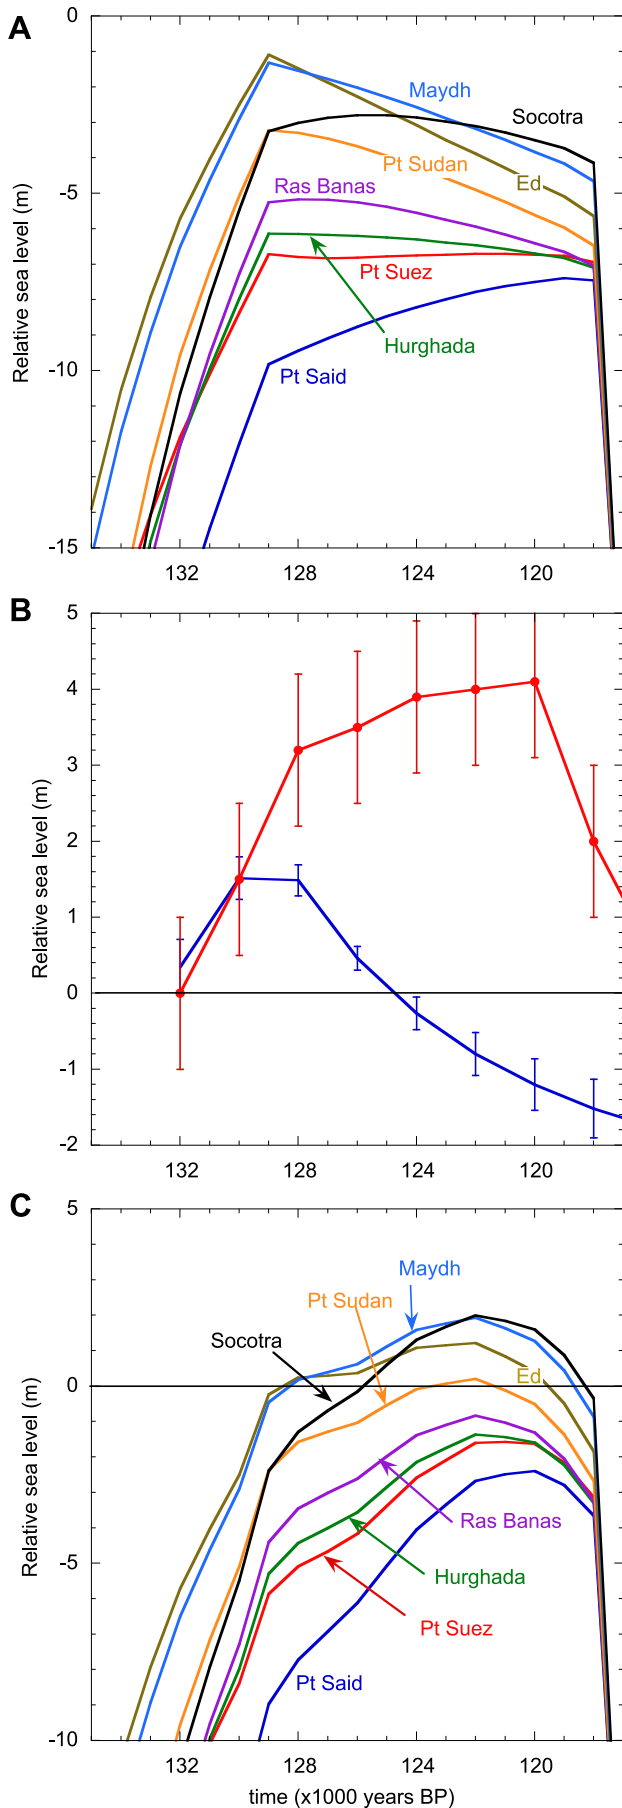 A
0
Maydh
Socotra
Pt Sudan
Ed
Ras Banas
-5
Pt Suez
Hurghada
Pt Said
-10
-15
Relative sea level (m)
132 128 124 120
B
5
4
3
2
1
0
-1
-2
Relative sea level (m)
132 128 124 120
C
5
Maydh
Pt Sudan
Socotra
0
Ed
Ras Banas
-5
Hurghada
Pt Suez
Pt Said
-10
Relative sea level (m)
132 128 124 120
time (x1000 years BP)